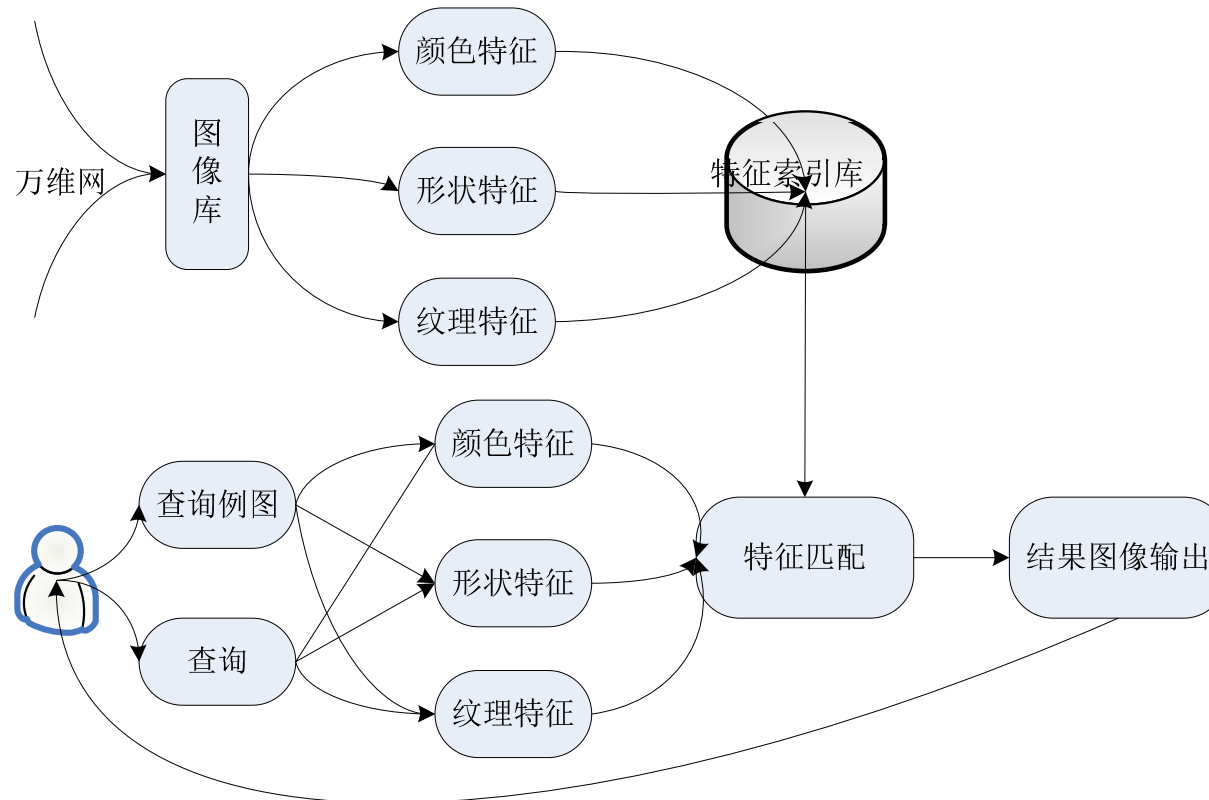 颜色特征
图
像
库
万维网
形状特征
特征索引库
纹理特征
颜色特征
查询例图
形状特征
特征匹配
结果图像输出
查询
纹理特征